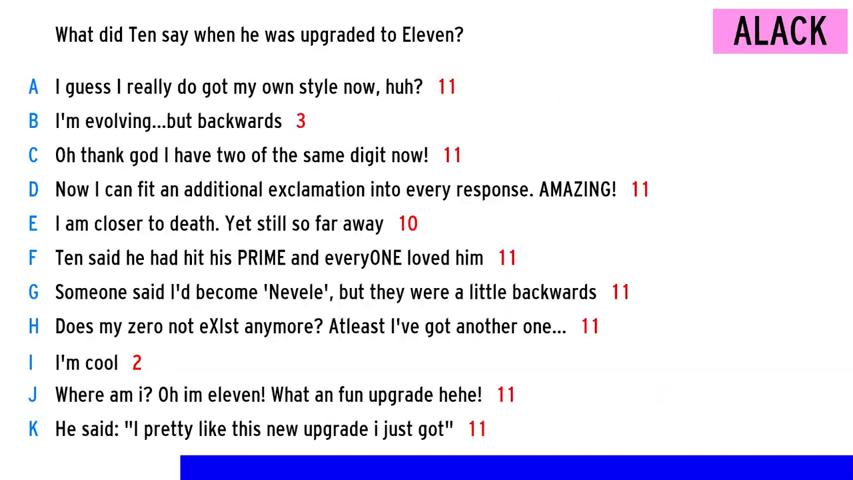 What did Ten say when he was upgraded to Eleven?
ALACK
A I guess I really do got my own style now, huh? 11
B I'm evolving...but backwards 3
C Oh thank god I have two of the same digit now! 11
D Now I can fit an additional exclamation into every response. AMAZING! 11
E I am closer to death. Yet still so far away 10
F Ten said he had hit his PRIME and everyONE loved him 11
G Someone said I'd become 'Nevele', but they were a little backwards 11
H Does my zero not eXIst anymore? Atleast I've got another one... 11
I I'm cool 2
J Where am i? Oh im eleven! What an fun upgrade hehe! 11
K He said: "I pretty like this new upgrade i just got" 11